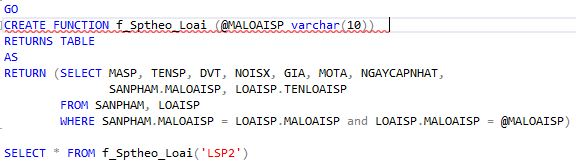 GO
CREATE FUNCTION f_Sptheo_Loai (@MALOAISP varchar(10))
RETURNS TABLE
AS
RETURN (SELECT MASP, TENSP, DVT, NOISX, GIA, MOTA, NGAYCAPNHAT,
SANPHAM.MALOAISP, LOAISP.TENLOAISP
FROM SANPHAM, LOAISP
WHERE SANPHAM.MALOAISP = LOAISP.MALOAISP and LOAISP.MALOAISP = @MALOAISP)
SELECT * FROM f_Sptheo_Loai('LSP2')